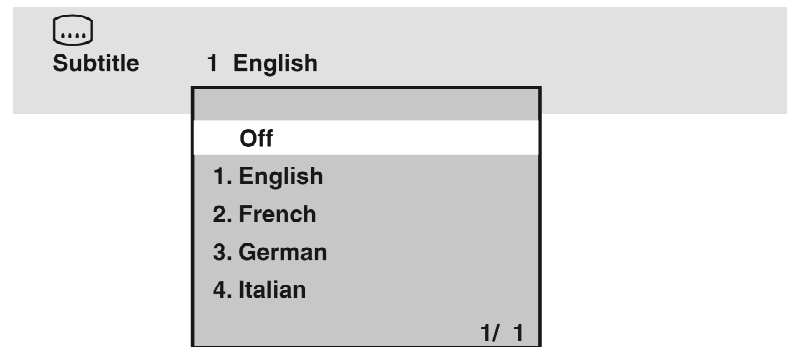 Subtitle 1 English
Off
1. English
2. French
3. German
4. Italian
1/ 1